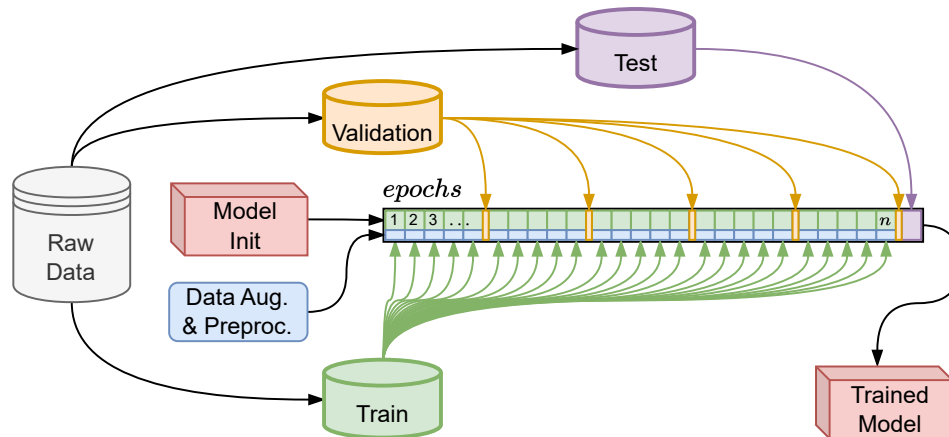 Test
Validation
epochs
Model
Init
1 2 3 ... n
Raw
Data
Data Aug.
& Preproc.
Train
Trained
Model